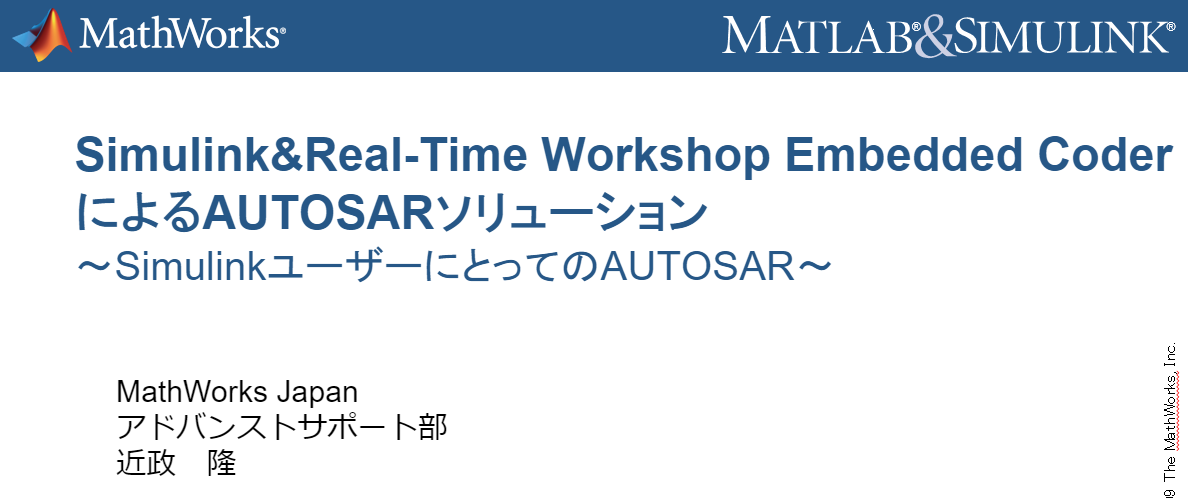 MathWorks®
MATLAB®&SIMULINK®
Simulink&Real-Time Workshop Embedded Coder
によるAUTOSARソリューション
～SimulinkユーザーにとってのAUTOSAR～
MathWorks Japan
アドバンストサポート部
近政　隆
The MathWorks, Inc.